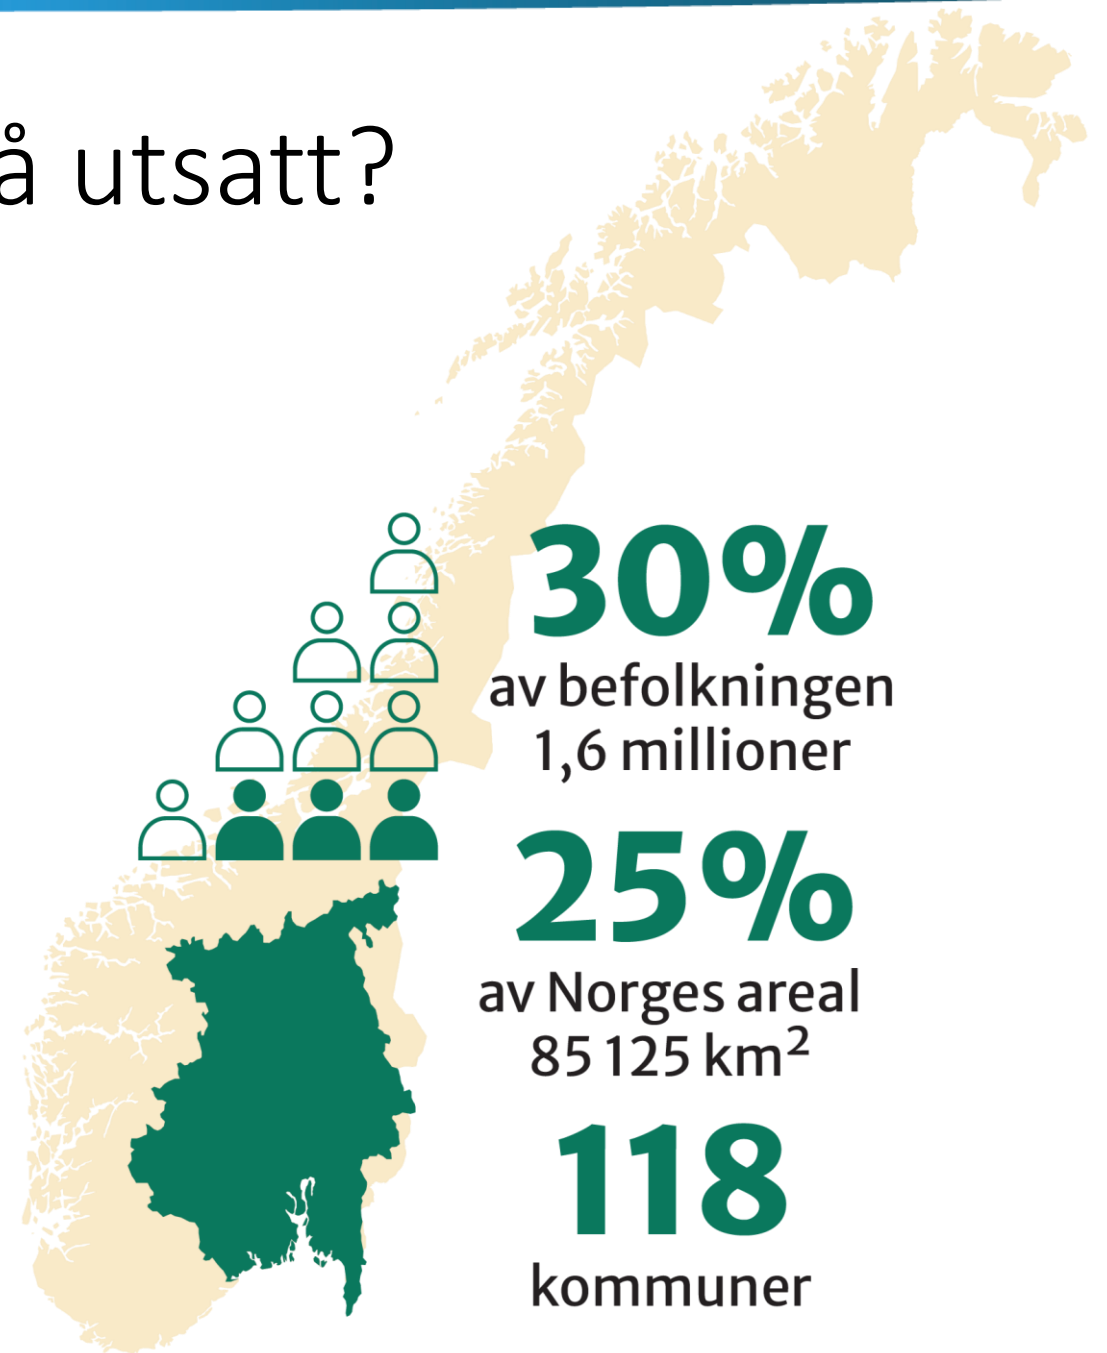 å utsatt?
30%
av befolkningen
1,6 millioner
25%
av Norges areal
85 125 km²
118
kommuner